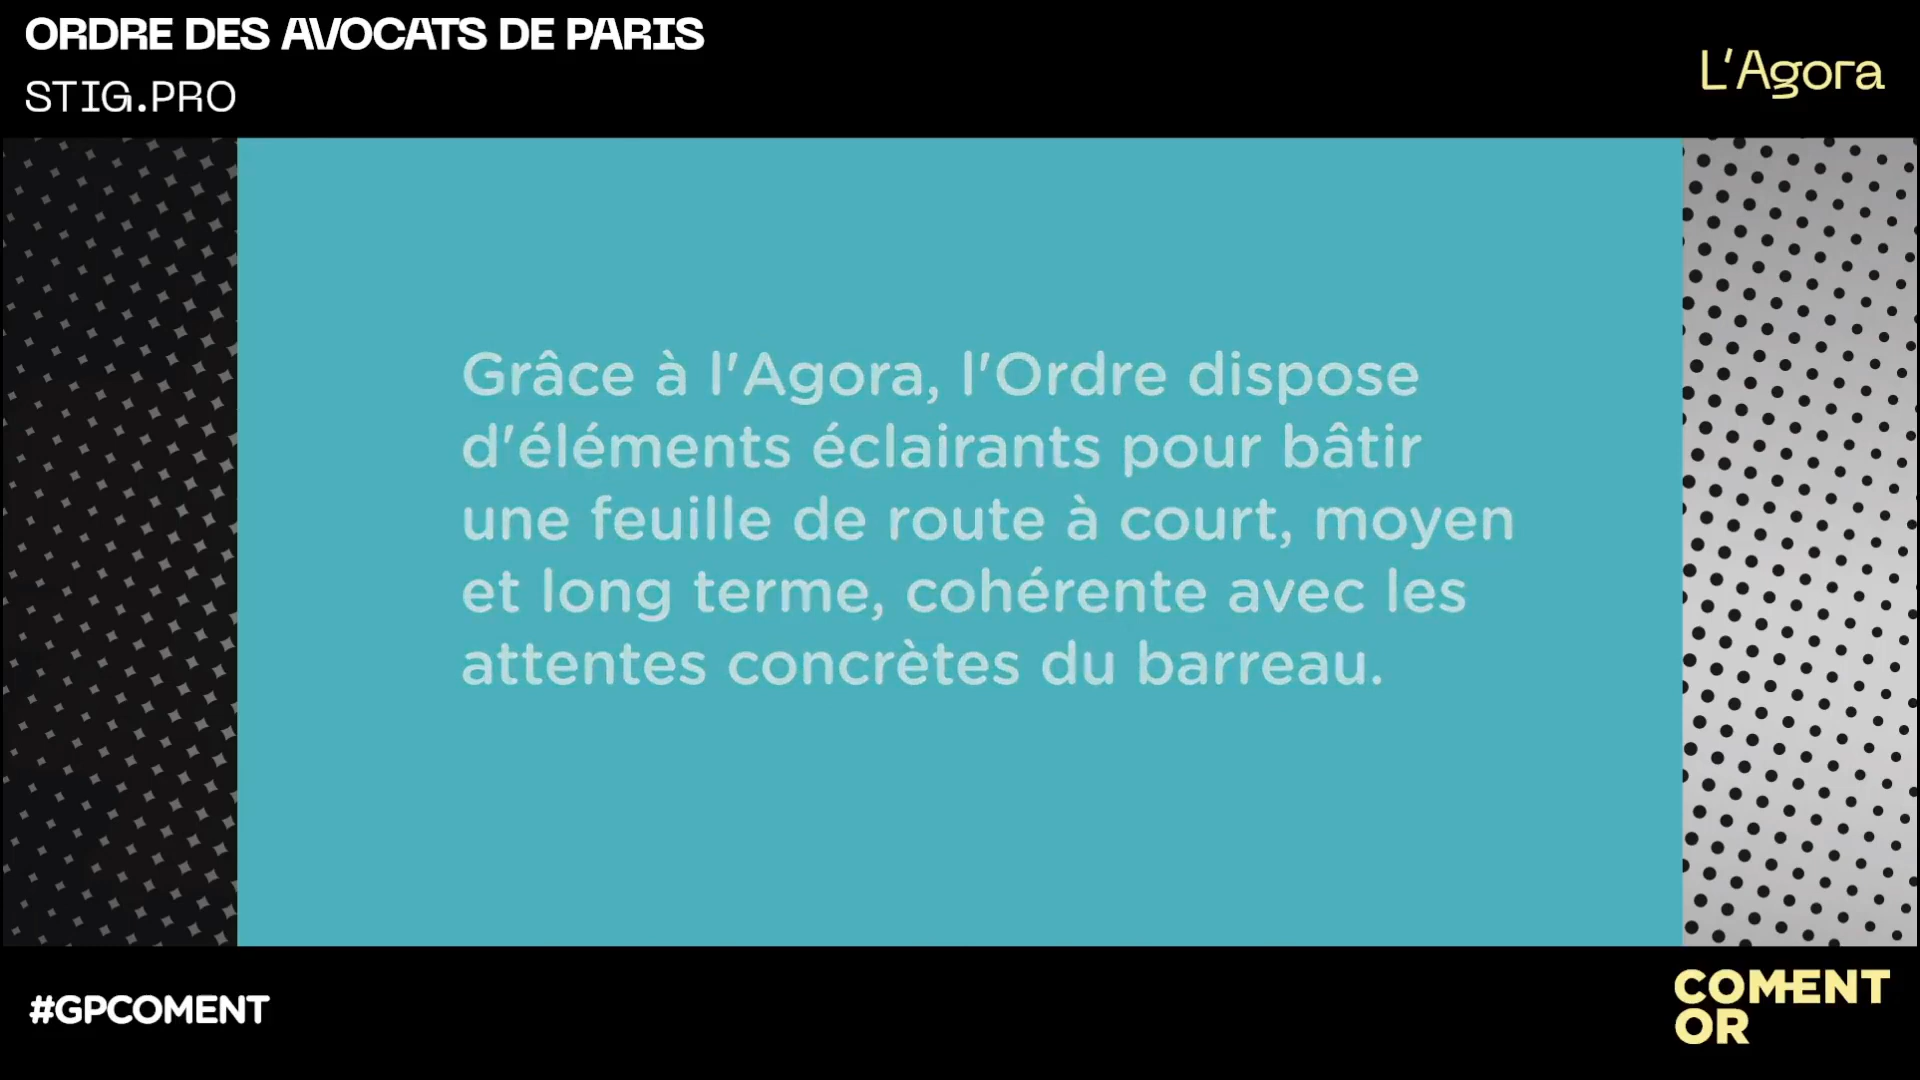 ORDRE DES AVOCATS DE PARIS
STIG.PRO
L'Agora
Grâce à l'Agora, l'Ordre dispose
d'éléments éclairants pour bâtir
une feuille de route à court, moyen
et long terme, cohérente avec les
attentes concrètes du barreau.
#GPCOMENT
COMENT
OR